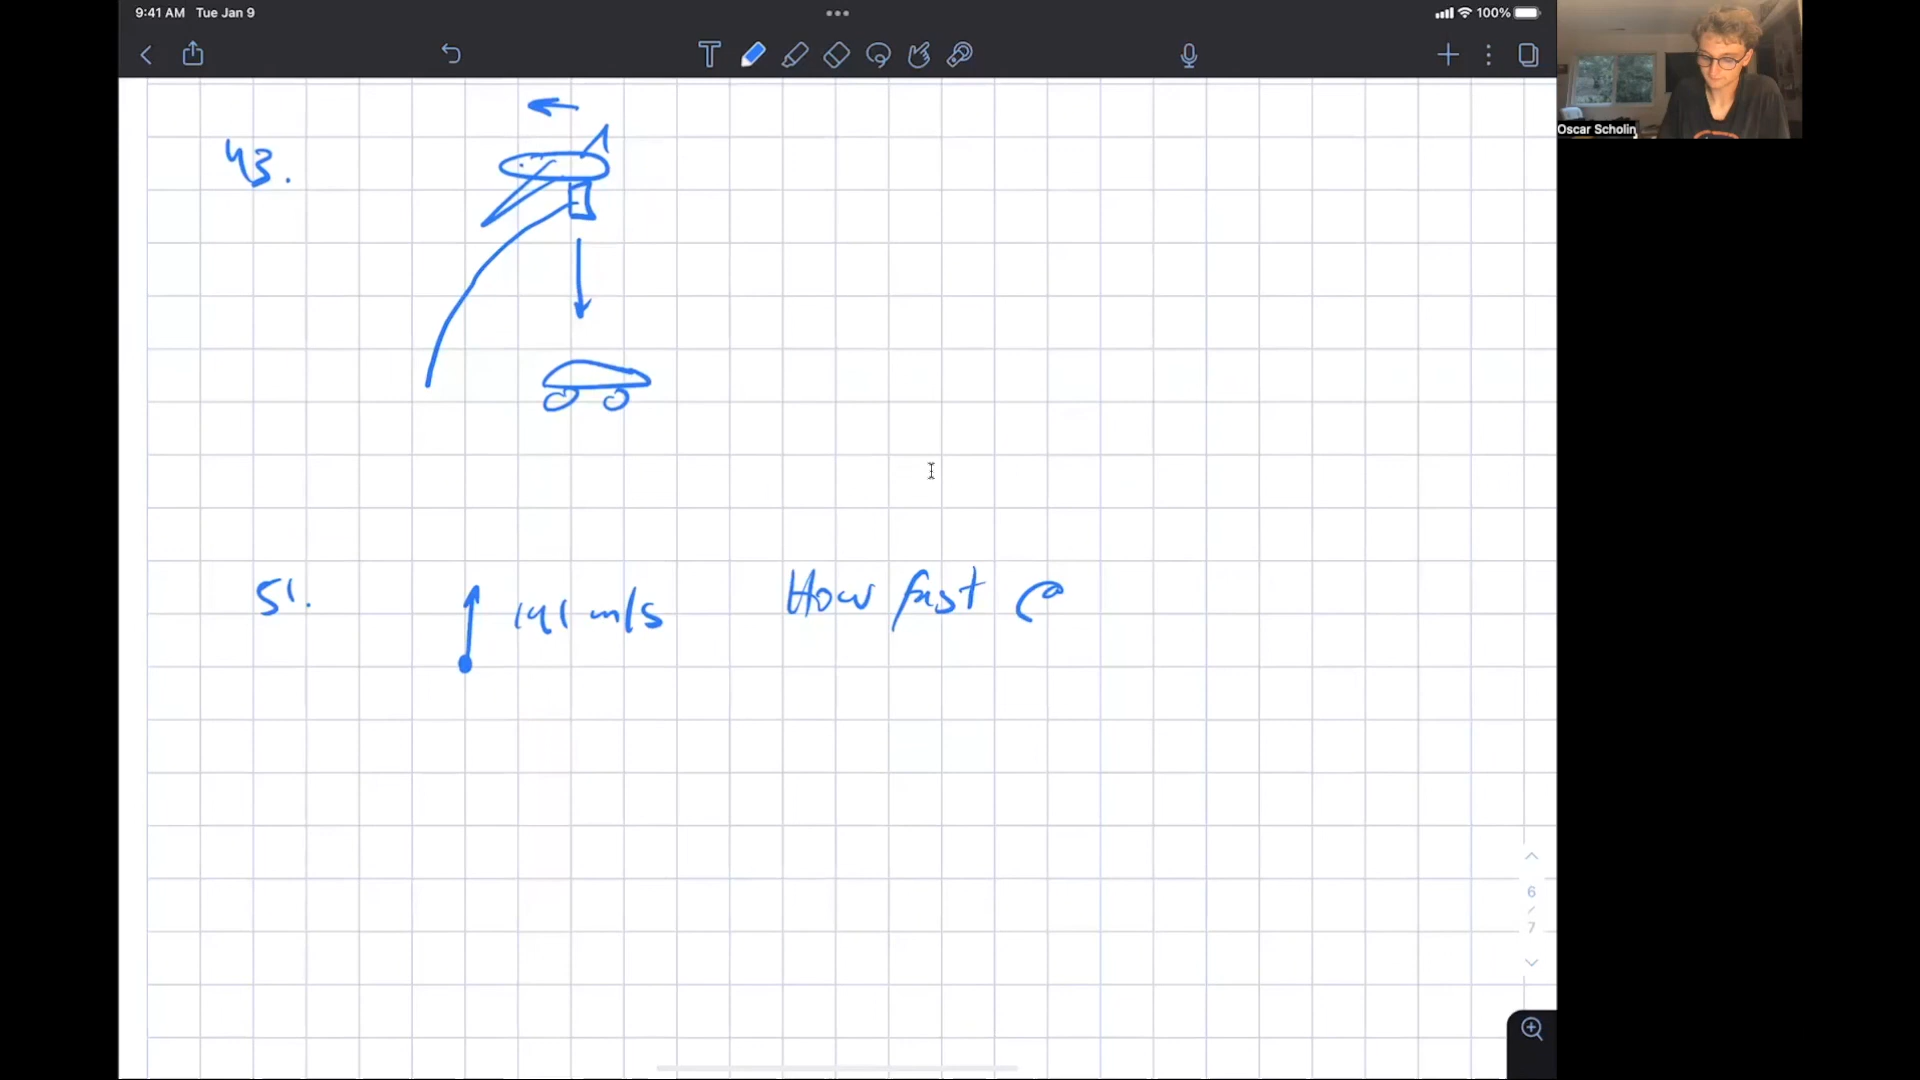 9:41 AM Tue Jan 9
100%
T
Oscar Scholin
43.
51.
141 m/s
How fast @
6
/
7